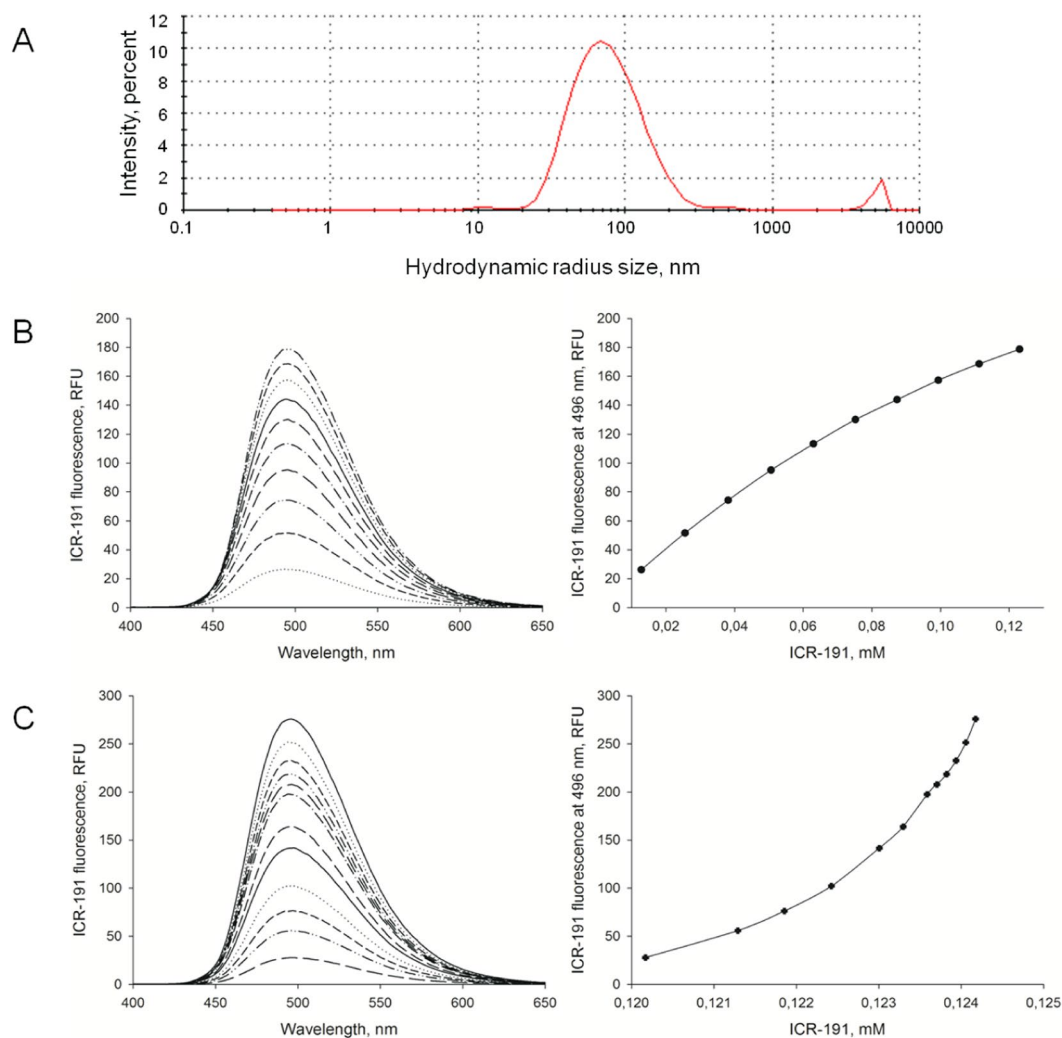 A
Intensity, percent
12
10
8
6
4
2
0
0.1 1 10 100 1000 10000
Hydrodynamic radius size, nm
B
ICR-191 fluorescence, RFU
200
180
160
140
120
100
80
60
40
20
0
400 450 500 550 600 650
Wavelength, nm
ICR-191 fluorescence at 496 nm, RFU
200
180
160
140
120
100
80
60
40
20
0
0,02 0,04 0,06 0,08 0,10 0,12
ICR-191, mM
C
ICR-191 fluorescence, RFU
300
250
200
150
100
50
0
400 450 500 550 600 650
Wavelength, nm
ICR-191 fluorescence at 496 nm, RFU
300
250
200
150
100
50
0
0,120 0,121 0,122 0,123 0,124 0,125
ICR-191, mM